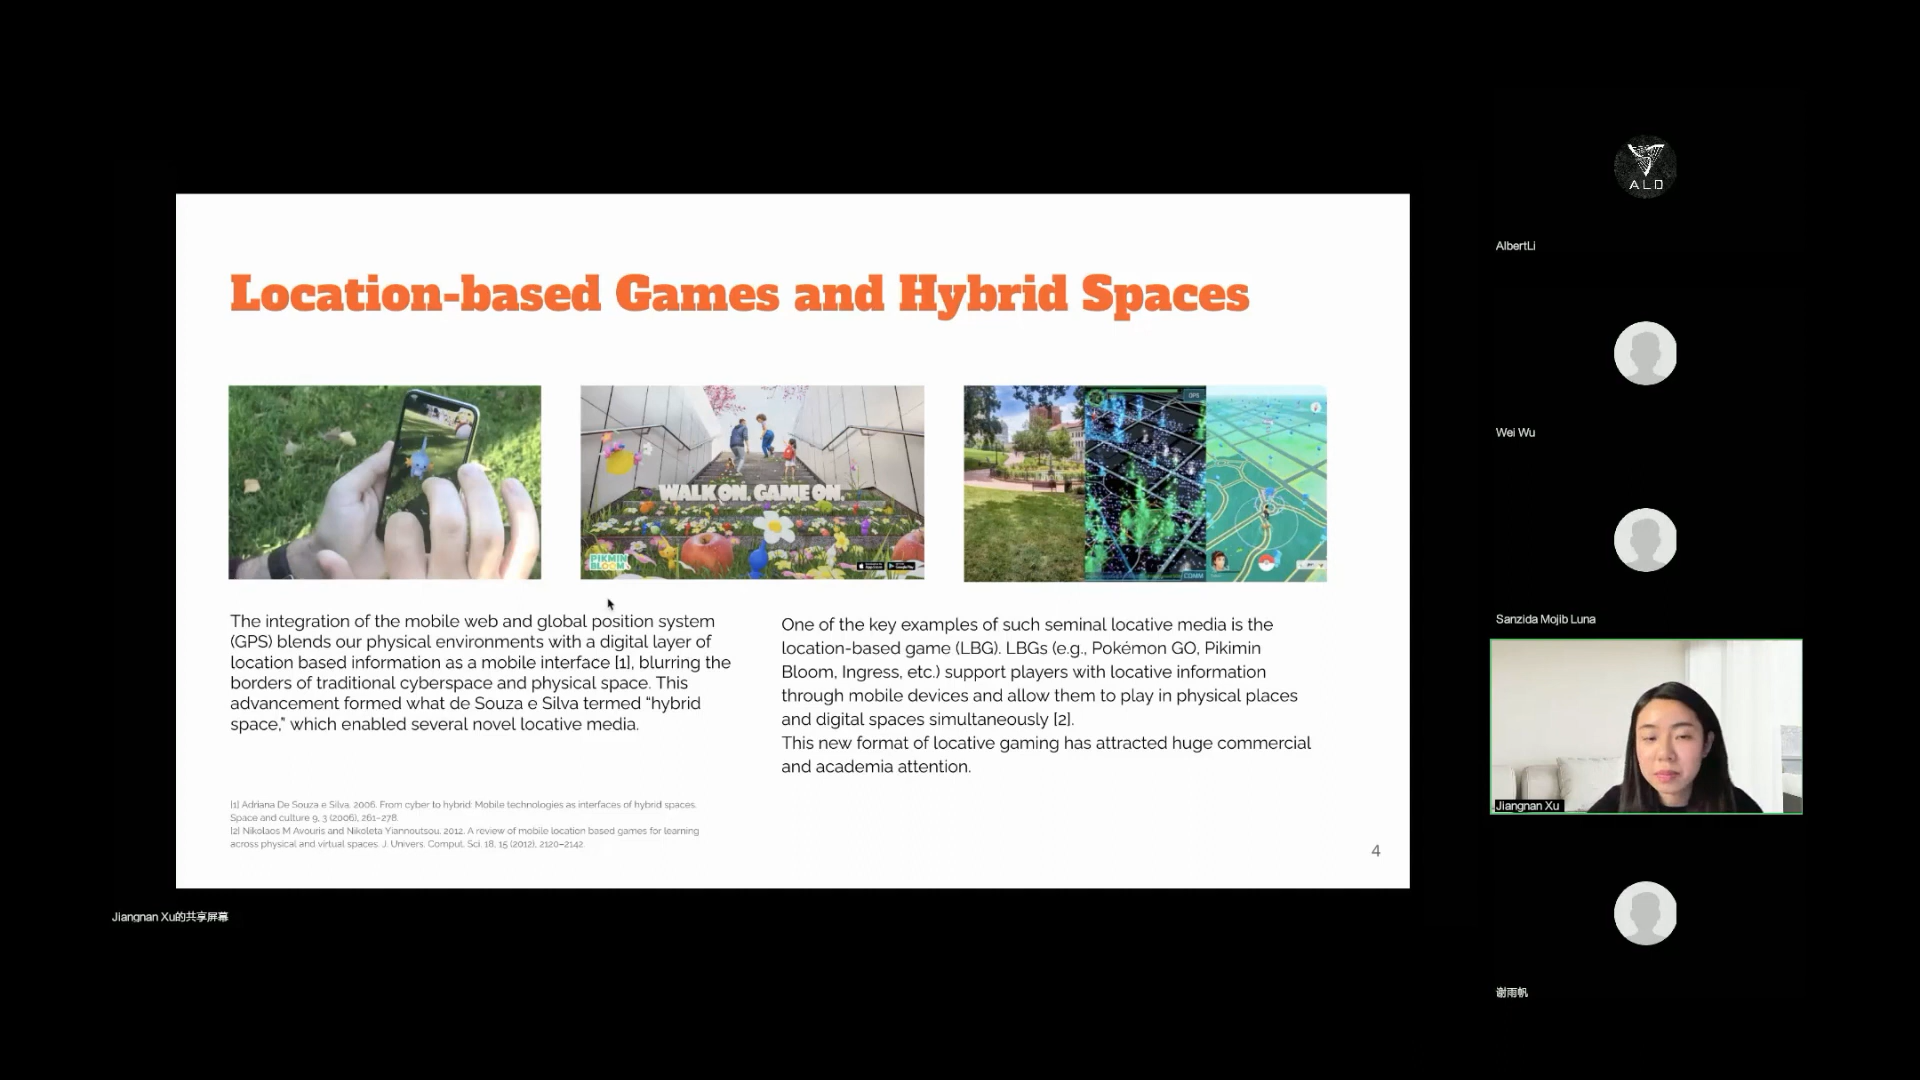 Location-based Games and Hybrid Spaces
WALK ON. GAME ON.
PIKMIN
BLOOM
GPS
COMM
The integration of the mobile web and global position system
(GPS) blends our physical environments with a digital layer of
location based information as a mobile interface [1], blurring the
borders of traditional cyberspace and physical space. This
advancement formed what de Souza e Silva termed “hybrid
space,” which enabled several novel locative media.
One of the key examples of such seminal locative media is the
location-based game (LBG). LBGs (e.g., Pokémon GO, Pikimin
Bloom, Ingress, etc.) support players with locative information
through mobile devices and allow them to play in physical places
and digital spaces simultaneously [2].
This new format of locative gaming has attracted huge commercial
and academia attention.
[1] Adriana De Souza e Silva. 2006. From cyber to hybrid: Mobile technologies as interfaces of hybrid spaces.
Space and culture 9, 3 (2006), 261–278.
[2] Nikolaos M Avouris and Nikoleta Yiannoutsou. 2012. A review of mobile location based games for learning
across physical and virtual spaces. J. Univers. Comput. Sci. 18, 15 (2012), 2120–2142.
4
Jiangnan Xu的共享屏幕
ALD
AlbertLi
Wei Wu
Sanzida Mojib Luna
Jiangnan Xu
谢雨帆